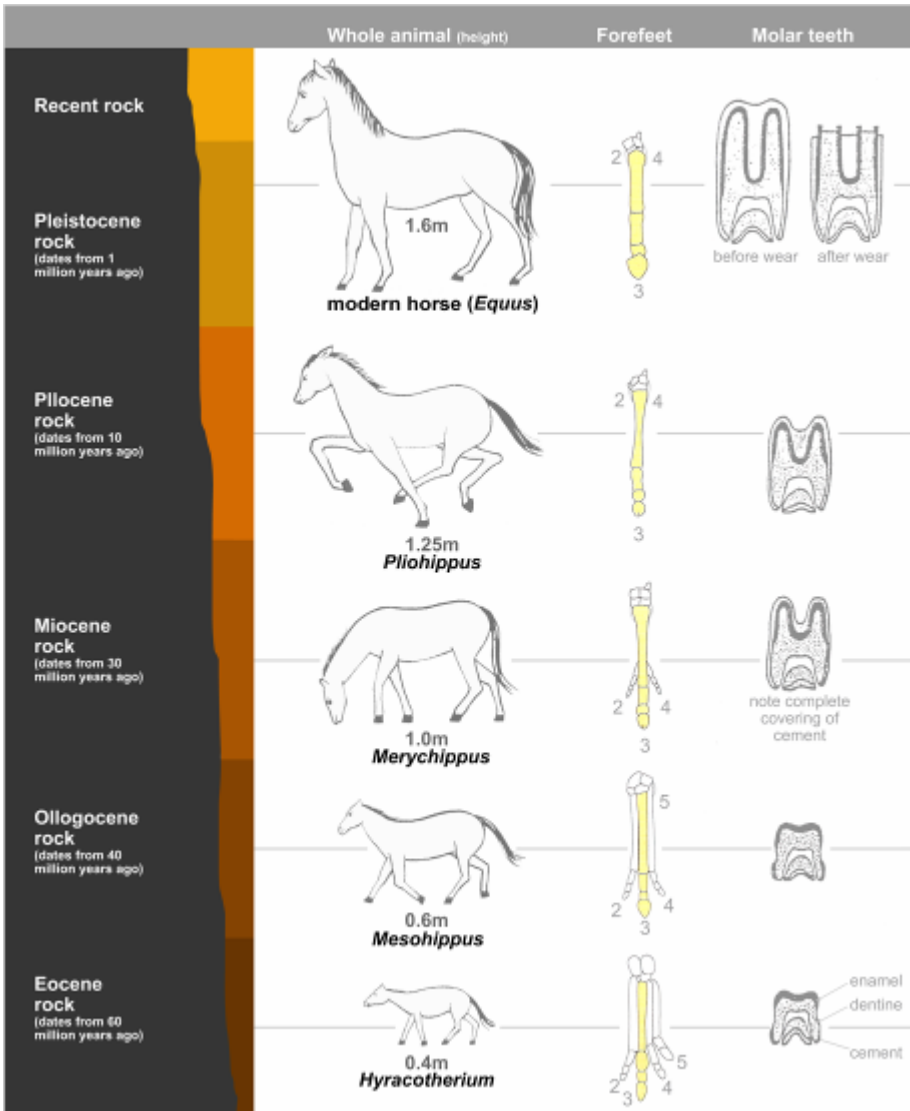 Whole animal (height) Forefeet Molar teeth
Recent rock
2 4
3
Pleistocene
rock
(dates from 1
million years ago)
1.6m
before wear after wear
modern horse (Equus)
Pllocene
rock
(dates from 10
million years ago)
2 4
3
1.25m
Pliohippus
Miocene
rock
(dates from 30
million years ago)
2 4
3
note complete
covering of
cement
1.0m
Merychippus
Ollogocene
rock
(dates from 40
million years ago)
5
2 4
3
0.6m
Mesohippus
Eocene
rock
(dates from 60
million years ago)
enamel
dentine
cement
5
4
3
2
0.4m
Hyracotherium